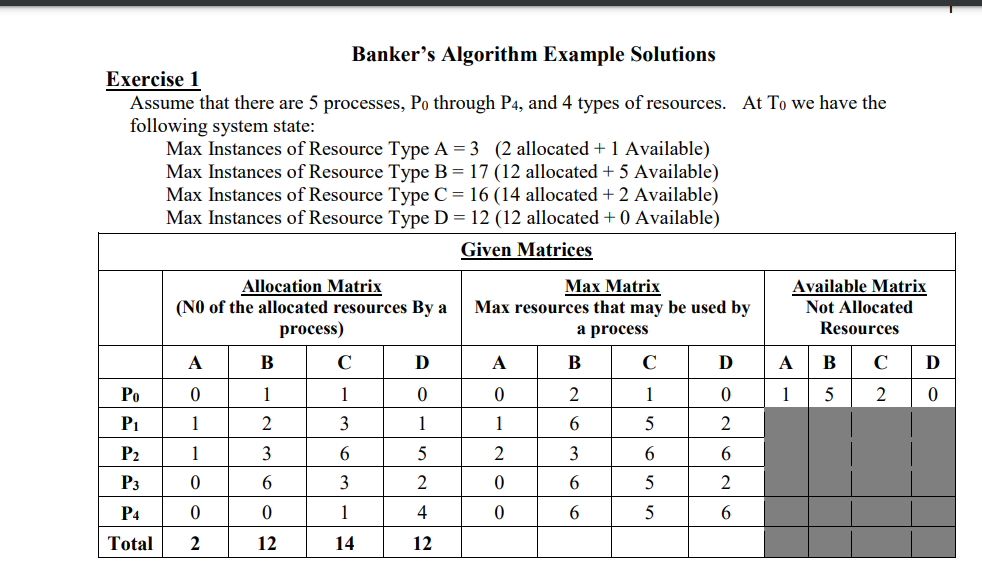 Banker's Algorithm Example Solutions
Exercise 1
Assume that there are 5 processes, P0 through P4, and 4 types of resources. At T0 we have the
following system state:
Max Instances of Resource Type A = 3 (2 allocated + 1 Available)
Max Instances of Resource Type B = 17 (12 allocated + 5 Available)
Max Instances of Resource Type C = 16 (14 allocated + 2 Available)
Max Instances of Resource Type D = 12 (12 allocated + 0 Available)
Given Matrices
Allocation Matrix
(N0 of the allocated resources By a
process)
Max Matrix
Max resources that may be used by
a process
Available Matrix
Not Allocated
Resources
A B C D A B C D A B C D
P0 0 1 1 0 0 2 1 0 1 5 2 0
P1 1 2 3 1 1 6 5 2
P2 1 3 6 5 2 3 6 6
P3 0 6 3 2 0 6 5 2
P4 0 0 1 4 0 6 5 6
Total 2 12 14 12